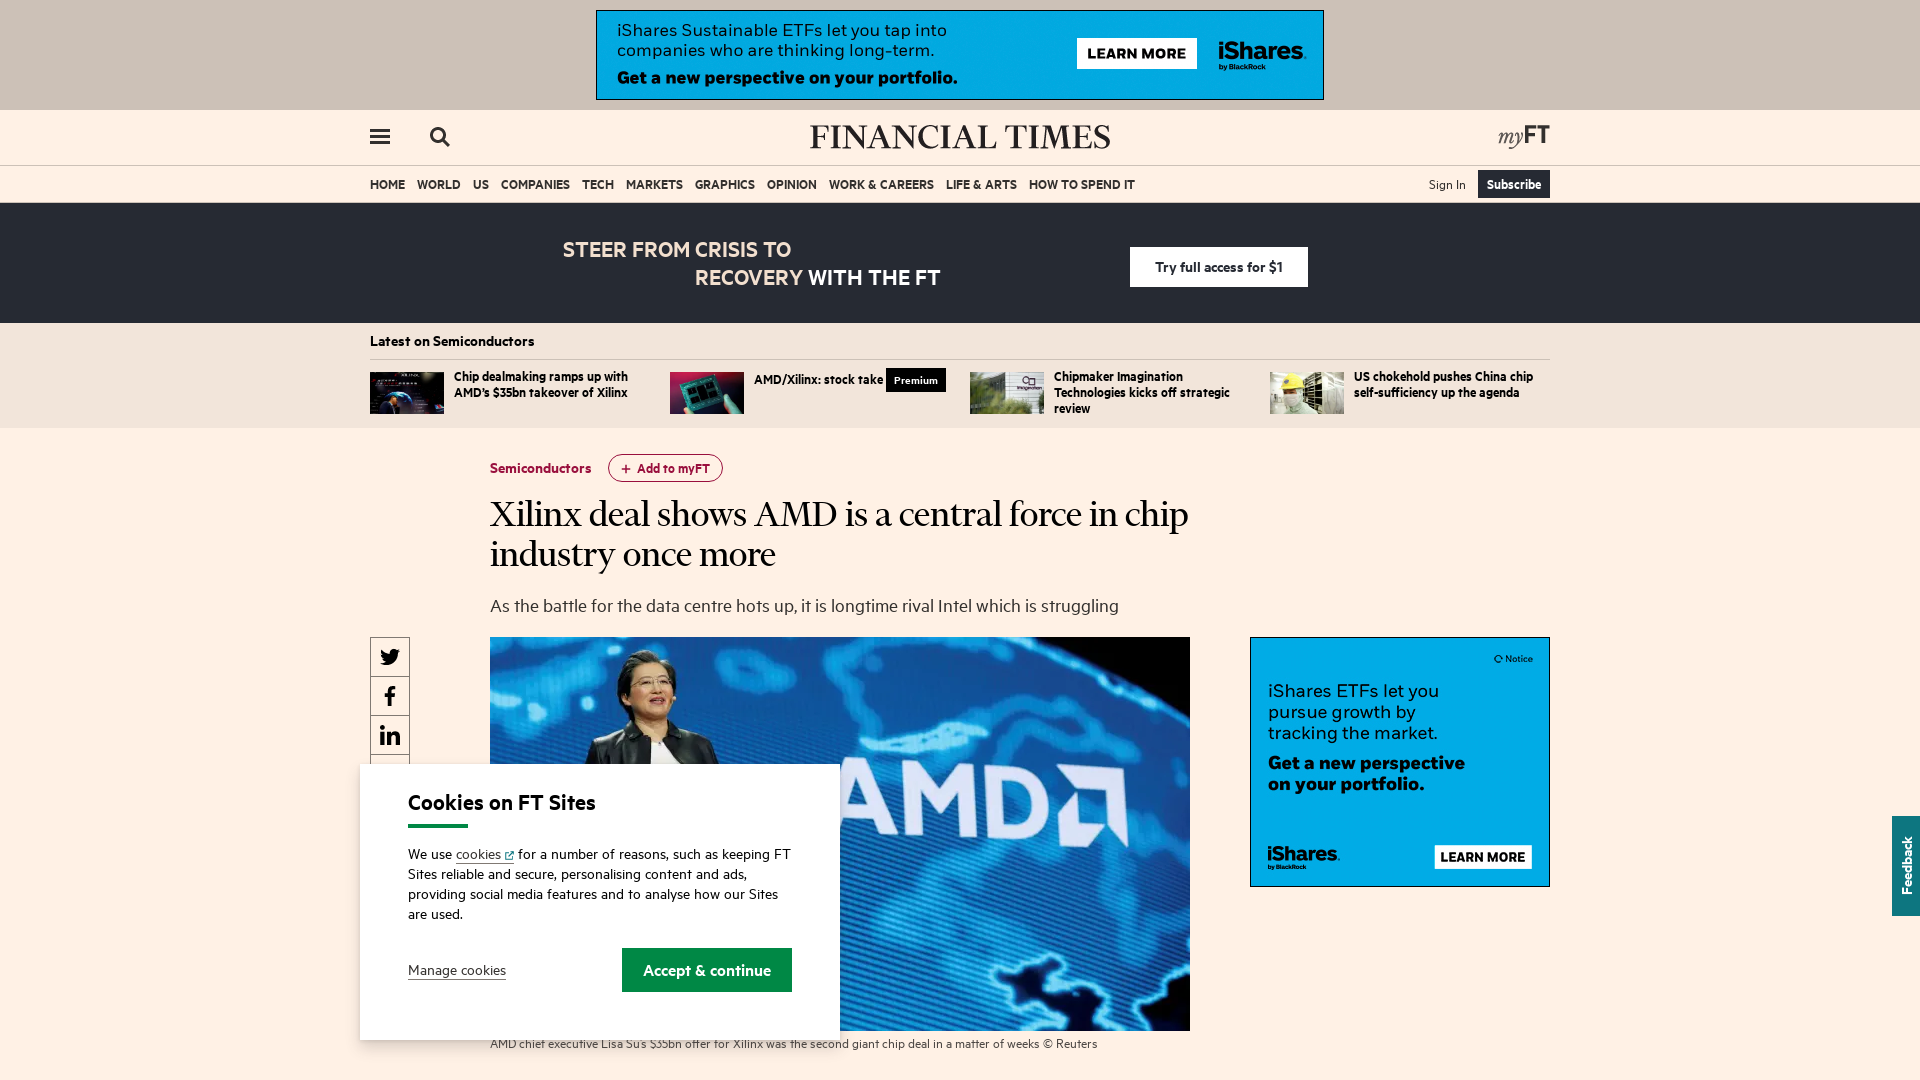 iShares Sustainable ETFs let you tap into
companies who are thinking long-term.
Get a new perspective on your portfolio.
LEARN MORE
iShares.
by BlackRock
FINANCIAL TIMES
myFT
HOME WORLD US COMPANIES TECH MARKETS GRAPHICS OPINION WORK & CAREERS LIFE & ARTS HOW TO SPEND IT
Sign In Subscribe
STEER FROM CRISIS TO
RECOVERY WITH THE FT
Try full access for $1
Latest on Semiconductors
Chip dealmaking ramps up with
AMD's $35bn takeover of Xilinx
AMD/Xilinx: stock take Premium
Chipmaker Imagination
Technologies kicks off strategic
review
US chokehold pushes China chip
self-sufficiency up the agenda
Semiconductors + Add to myFT
Xilinx deal shows AMD is a central force in chip
industry once more
As the battle for the data centre hots up, it is longtime rival Intel which is struggling
AMD
Notice
iShares ETFs let you
pursue growth by
tracking the market.
Get a new perspective
on your portfolio.
iShares.
by BlackRock
LEARN MORE
Feedback
Cookies on FT Sites
We use cookies for a number of reasons, such as keeping FT
Sites reliable and secure, personalising content and ads,
providing social media features and to analyse how our Sites
are used.
Manage cookies
Accept & continue
AMD chief executive Lisa Su's $35bn offer for Xilinx was the second giant chip deal in a matter of weeks © Reuters